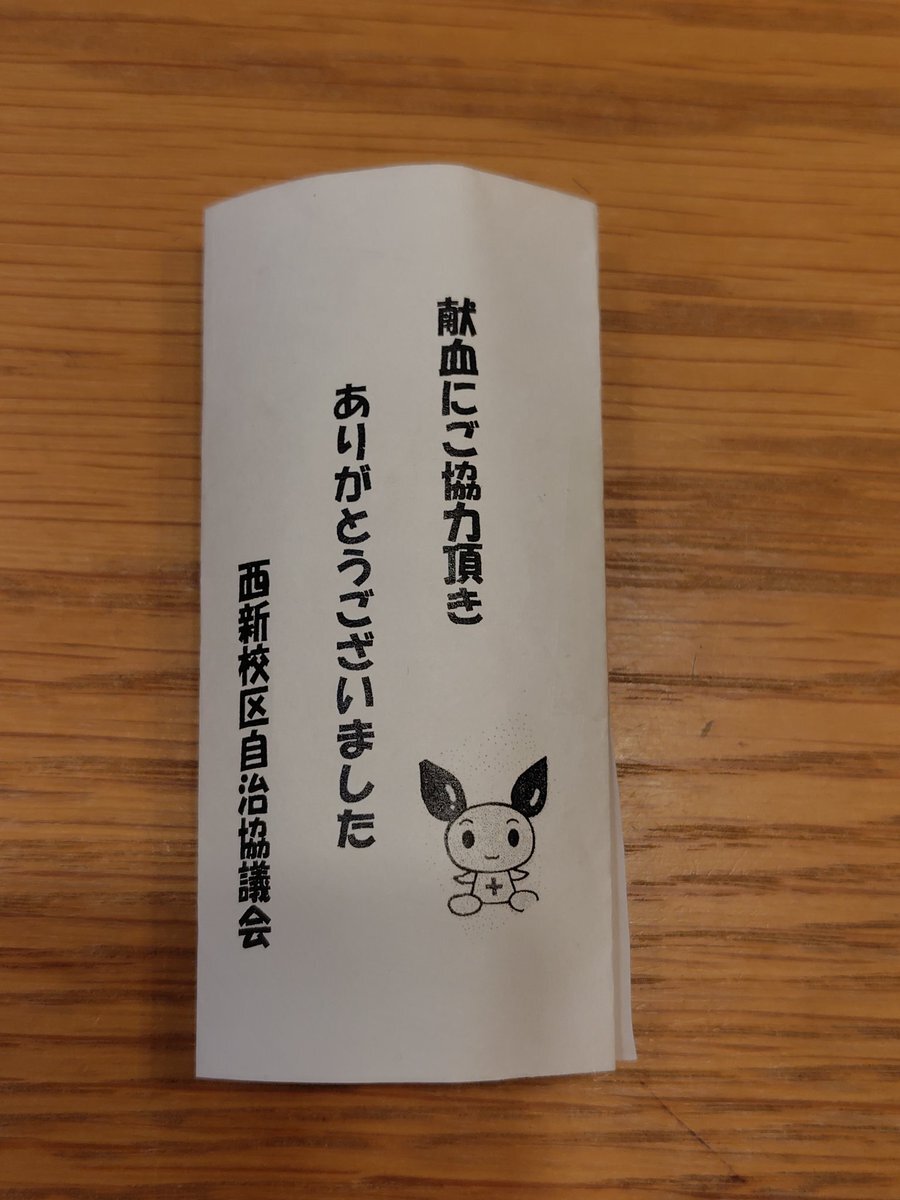 献血にご協力頂き
ありがとうございました
西新校区自治協議会